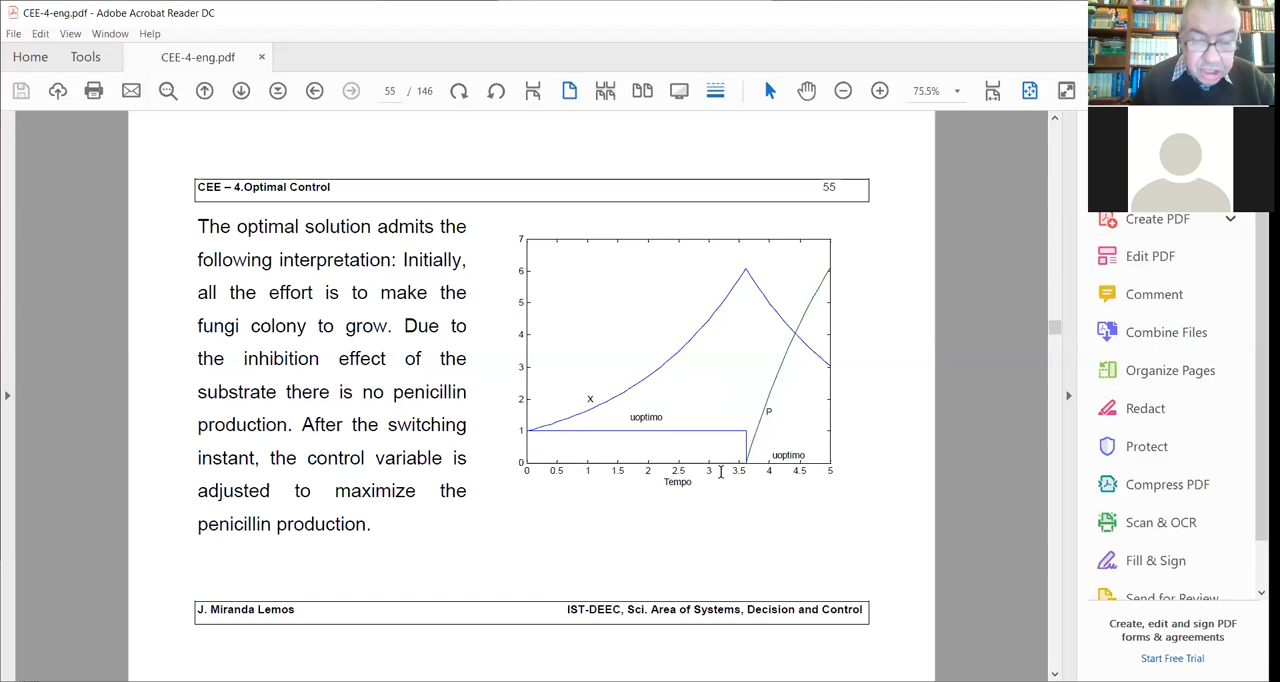 CEE-4-eng.pdf - Adobe Acrobat Reader DC
File Edit View Window Help
Home Tools CEE-4-eng.pdf ×
55 / 146 75.5%
CEE – 4.Optimal Control 55
The optimal solution admits the
following interpretation: Initially,
all the effort is to make the
fungi colony to grow. Due to
the inhibition effect of the
substrate there is no penicillin
production. After the switching
instant, the control variable is
adjusted to maximize the
penicillin production.
7
6
5
4
3
2
1
0
X
uoptimo
P
uoptimo
0 0.5 1 1.5 2 2.5 3 3.5 4 4.5 5
Tempo
J. Miranda Lemos IST-DEEC, Sci. Area of Systems, Decision and Control
Create PDF
Edit PDF
Comment
Combine Files
Organize Pages
Redact
Protect
Compress PDF
Scan & OCR
Fill & Sign
Send for Review
Create, edit and sign PDF
forms & agreements
Start Free Trial